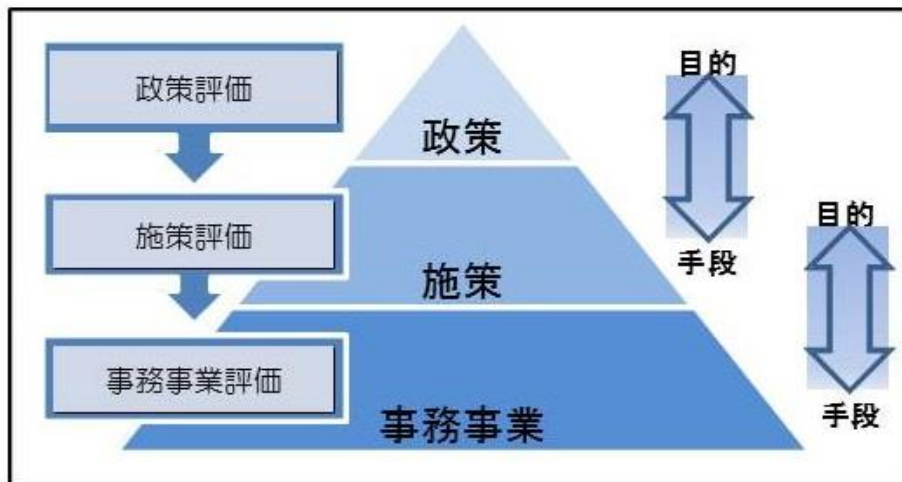 政策評価
施策評価
事務事業評価
政策
施策
事務事業
目的
手段
目的
手段